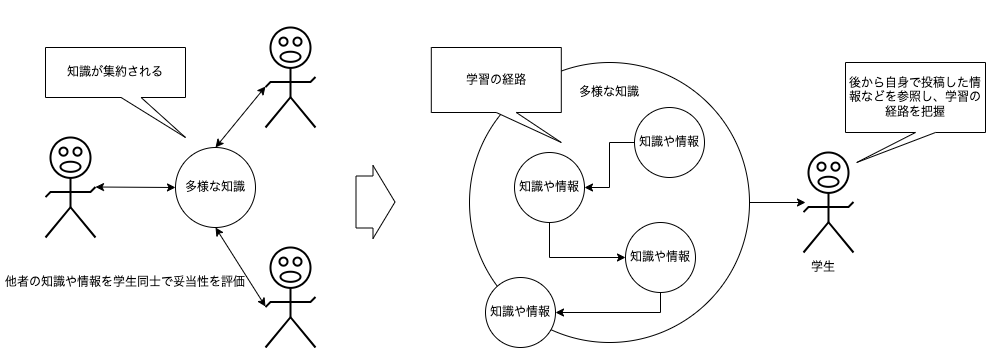 知識が集約される
多様な知識
他者の知識や情報を学生同士で妥当性を評価
学習の経路
多様な知識
知識や情報
知識や情報
知識や情報
知識や情報
後から自身で投稿した情
報などを参照し、学習の
経路を把握
学生